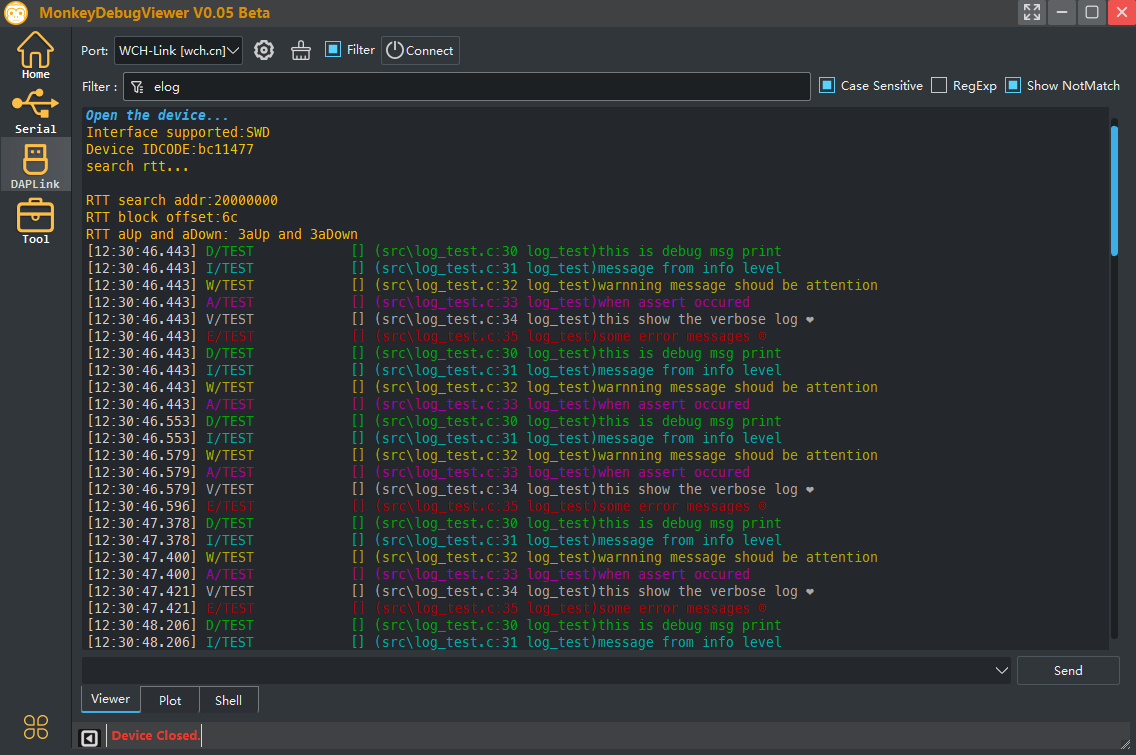 MonkeyDebugViewer V0.05 Beta
Home
Serial
DAPLink
Tool
Port: WCH-Link [wch.cn] Filter Connect
Filter : elog Case Sensitive RegExp Show NotMatch
Open the device...
Interface supported:SWD
Device IDCODE:bc11477
search rtt...
RTT search addr:20000000
RTT block offset:6c
RTT aUp and aDown: 3aUp and 3aDown
[12:30:46.443] D/TEST [] (src\log_test.c:30 log_test)this is debug msg print
[12:30:46.443] I/TEST [] (src\log_test.c:31 log_test)message from info level
[12:30:46.443] W/TEST [] (src\log_test.c:32 log_test)warnning message shoud be attention
[12:30:46.443] A/TEST [] (src\log_test.c:33 log_test)when assert occured
[12:30:46.443] V/TEST [] (src\log_test.c:34 log_test)this show the verbose log ❤
[12:30:46.443] E/TEST [] (src\log_test.c:35 log_test)some error messages
[12:30:46.443] D/TEST [] (src\log_test.c:30 log_test)this is debug msg print
[12:30:46.443] I/TEST [] (src\log_test.c:31 log_test)message from info level
[12:30:46.443] W/TEST [] (src\log_test.c:32 log_test)warnning message shoud be attention
[12:30:46.443] A/TEST [] (src\log_test.c:33 log_test)when assert occured
[12:30:46.553] D/TEST [] (src\log_test.c:30 log_test)this is debug msg print
[12:30:46.553] I/TEST [] (src\log_test.c:31 log_test)message from info level
[12:30:46.579] W/TEST [] (src\log_test.c:32 log_test)warnning message shoud be attention
[12:30:46.579] A/TEST [] (src\log_test.c:33 log_test)when assert occured
[12:30:46.579] V/TEST [] (src\log_test.c:34 log_test)this show the verbose log ❤
[12:30:46.596] E/TEST [] (src\log_test.c:35 log_test)some error messages
[12:30:47.378] D/TEST [] (src\log_test.c:30 log_test)this is debug msg print
[12:30:47.378] I/TEST [] (src\log_test.c:31 log_test)message from info level
[12:30:47.400] W/TEST [] (src\log_test.c:32 log_test)warnning message shoud be attention
[12:30:47.400] A/TEST [] (src\log_test.c:33 log_test)when assert occured
[12:30:47.421] V/TEST [] (src\log_test.c:34 log_test)this show the verbose log ❤
[12:30:47.421] E/TEST [] (src\log_test.c:35 log_test)some error messages
[12:30:48.206] D/TEST [] (src\log_test.c:30 log_test)this is debug msg print
[12:30:48.206] I/TEST [] (src\log_test.c:31 log_test)message from info level
Send
Viewer Plot Shell
Device Closed.